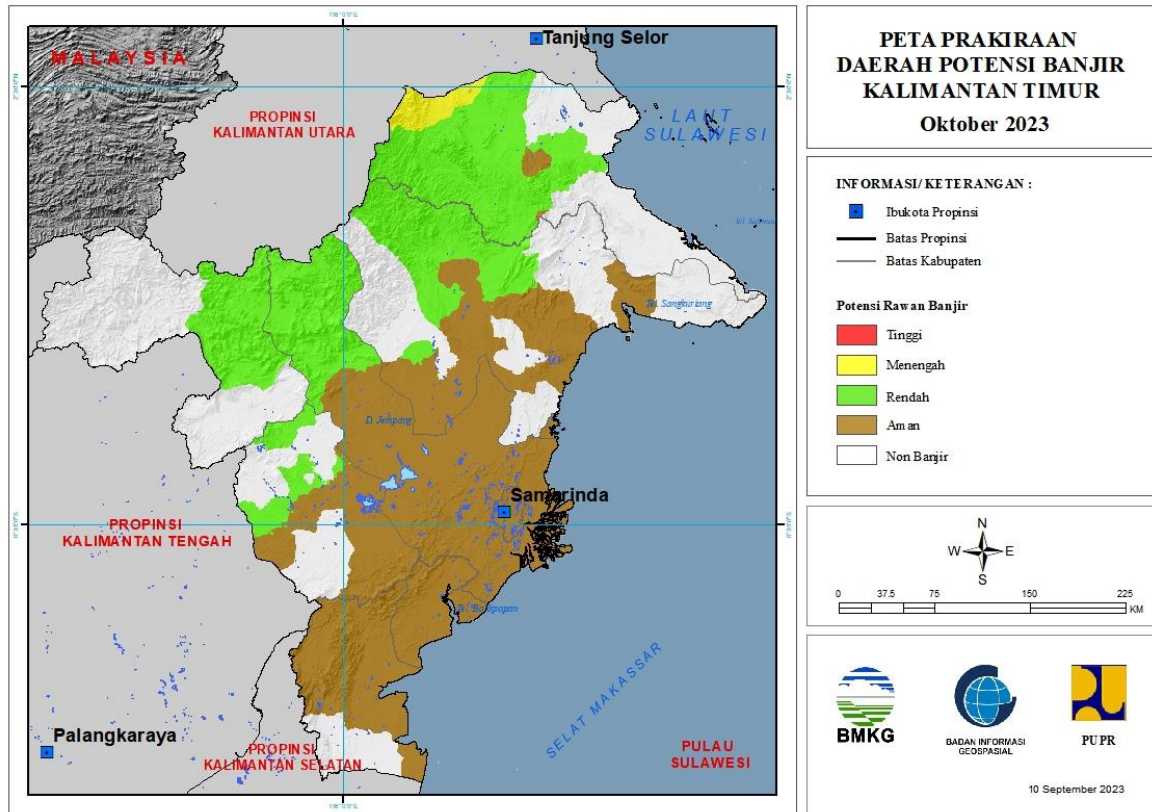 Tanjung Selor
MALAYSIA
PROPINSI
KALIMANTAN UTARA
LAUT
SULAWESI
Tel. Sangkuriang
D. Jempang
Samarinda
PROPINSI
KALIMANTAN TENGAH
SELAT MAKASSAR
Palangkaraya
PROPINSI
KALIMANTAN SELATAN
PULAU
SULAWESI
PETA PRAKIRAAN
DAERAH POTENSI BANJIR
KALIMANTAN TIMUR
Oktober 2023
INFORMASI/ KETERANGAN :
Ibukota Propinsi
Batas Propinsi
Batas Kabupaten
Potensi Rawan Banjir
Tinggi
Menengah
Rendah
Aman
Non Banjir
N
W E
S
0 37.5 75 150 225
KM
BMKG
BADAN INFORMASI
GEOSPASIAL
PUPR
10 September 2023